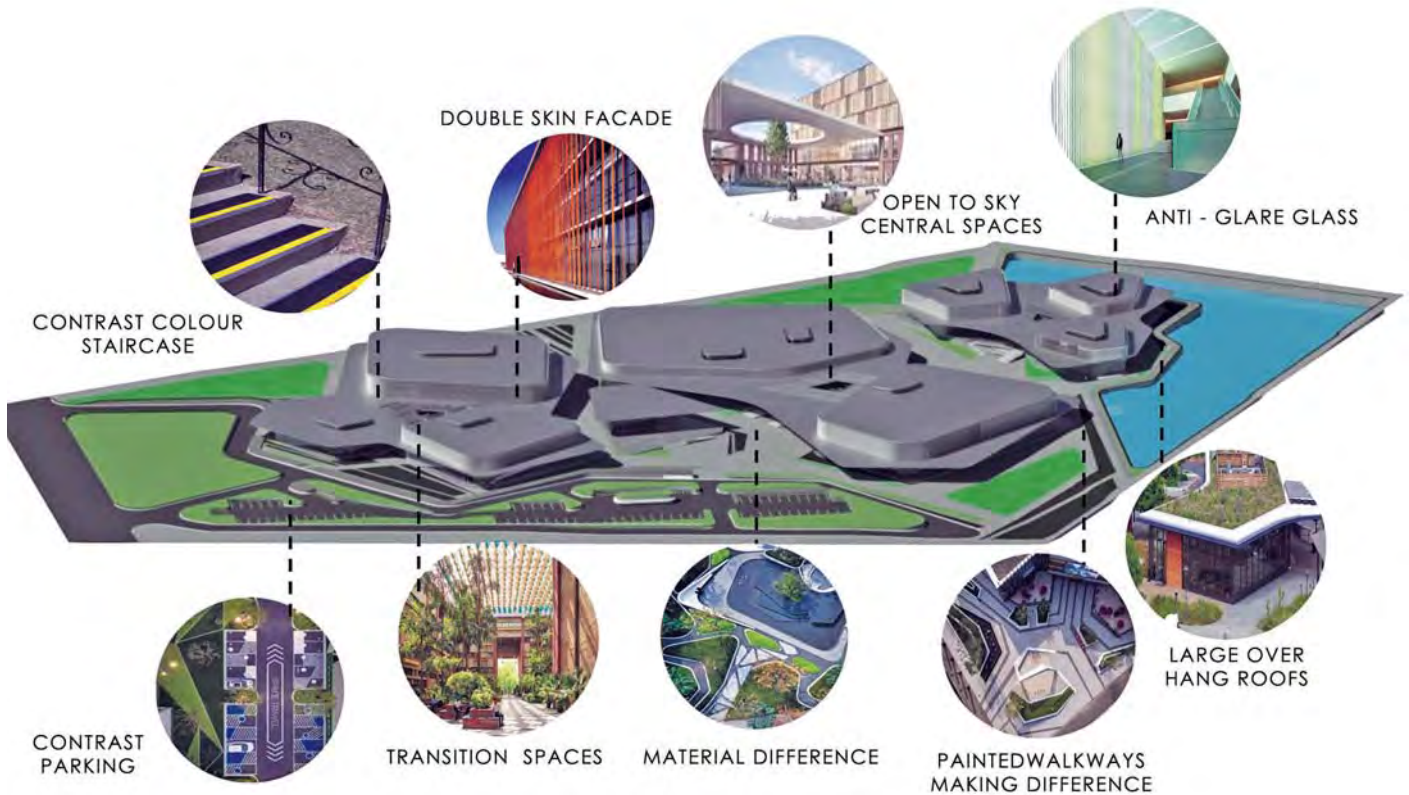 DOUBLE SKIN FACADE
OPEN TO SKY
CENTRAL SPACES
ANTI - GLARE GLASS
CONTRAST COLOUR
STAIRCASE
CONTRAST
PARKING
TRANSITION SPACES
MATERIAL DIFFERENCE
PAINTEDWALKWAYS
MAKING DIFFERENCE
LARGE OVER
HANG ROOFS